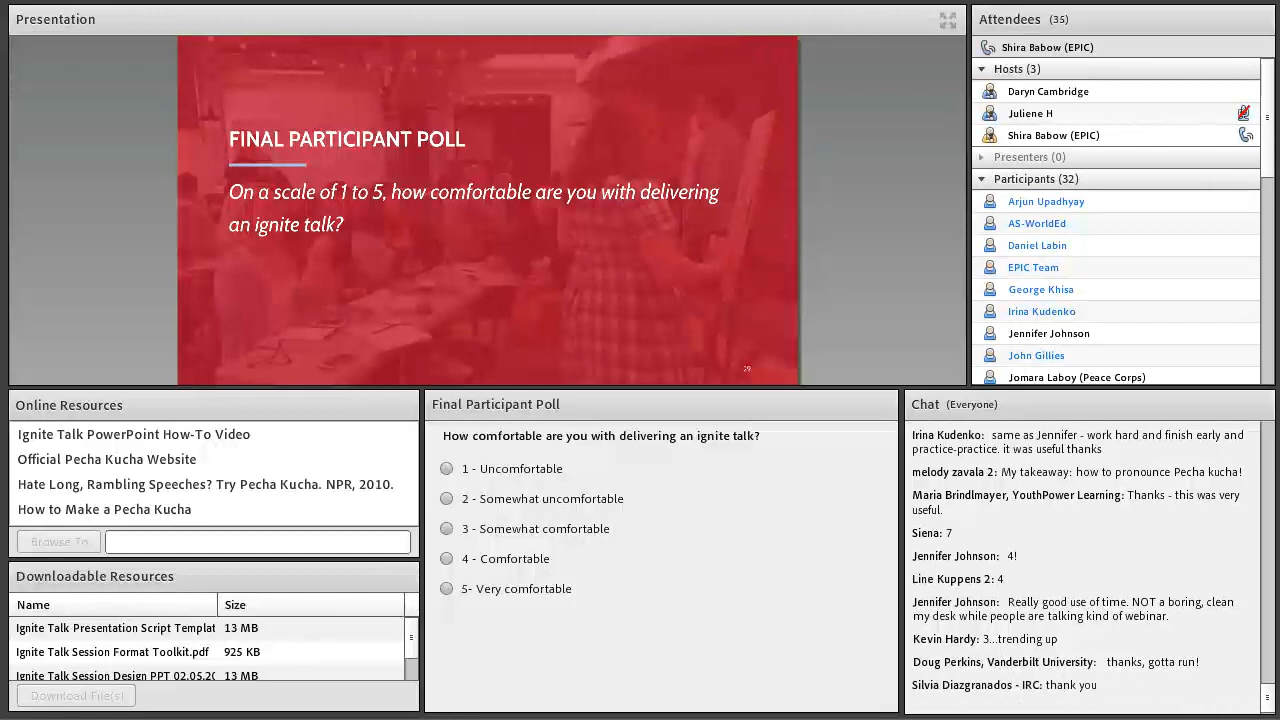 Presentation
FINAL PARTICIPANT POLL
On a scale of 1 to 5, how comfortable are you with delivering
an ignite talk?
29
Attendees (35)
Shira Babow (EPIC)
Hosts (3)
Daryn Cambridge
Juliene H
Shira Babow (EPIC)
Presenters (0)
Participants (32)
Arjun Upadhyay
AS-WorldEd
Daniel Labin
EPIC Team
George Khisa
Irina Kudenko
Jennifer Johnson
John Gillies
Jomara Laboy (Peace Corps)
Online Resources
Ignite Talk PowerPoint How-To Video
Official Pecha Kucha Website
Hate Long, Rambling Speeches? Try Pecha Kucha. NPR, 2010.
How to Make a Pecha Kucha
Browse To
Downloadable Resources
Name Size
Ignite Talk Presentation Script Templat 13 MB
Ignite Talk Session Format Toolkit.pdf 925 KB
Ignite Talk Session Design PPT 02.05.20 13 MB
Download File(s)
Final Participant Poll
How comfortable are you with delivering an ignite talk?
1 - Uncomfortable
2 - Somewhat uncomfortable
3 - Somewhat comfortable
4 - Comfortable
5- Very comfortable
Chat (Everyone)
Irina Kudenko: same as Jennifer - work hard and finish early and
practice-practice. it was useful thanks
melody zavala 2: My takeaway: how to pronounce Pecha kucha!
Maria Brindlmayer, YouthPower Learning: Thanks - this was very
useful.
Siena: 7
Jennifer Johnson: 4!
Line Kuppens 2: 4
Jennifer Johnson: Really good use of time. NOT a boring, clean
my desk while people are talking kind of webinar.
Kevin Hardy: 3...trending up
Doug Perkins, Vanderbilt University: thanks, gotta run!
Silvia Diazgranados - IRC: thank you